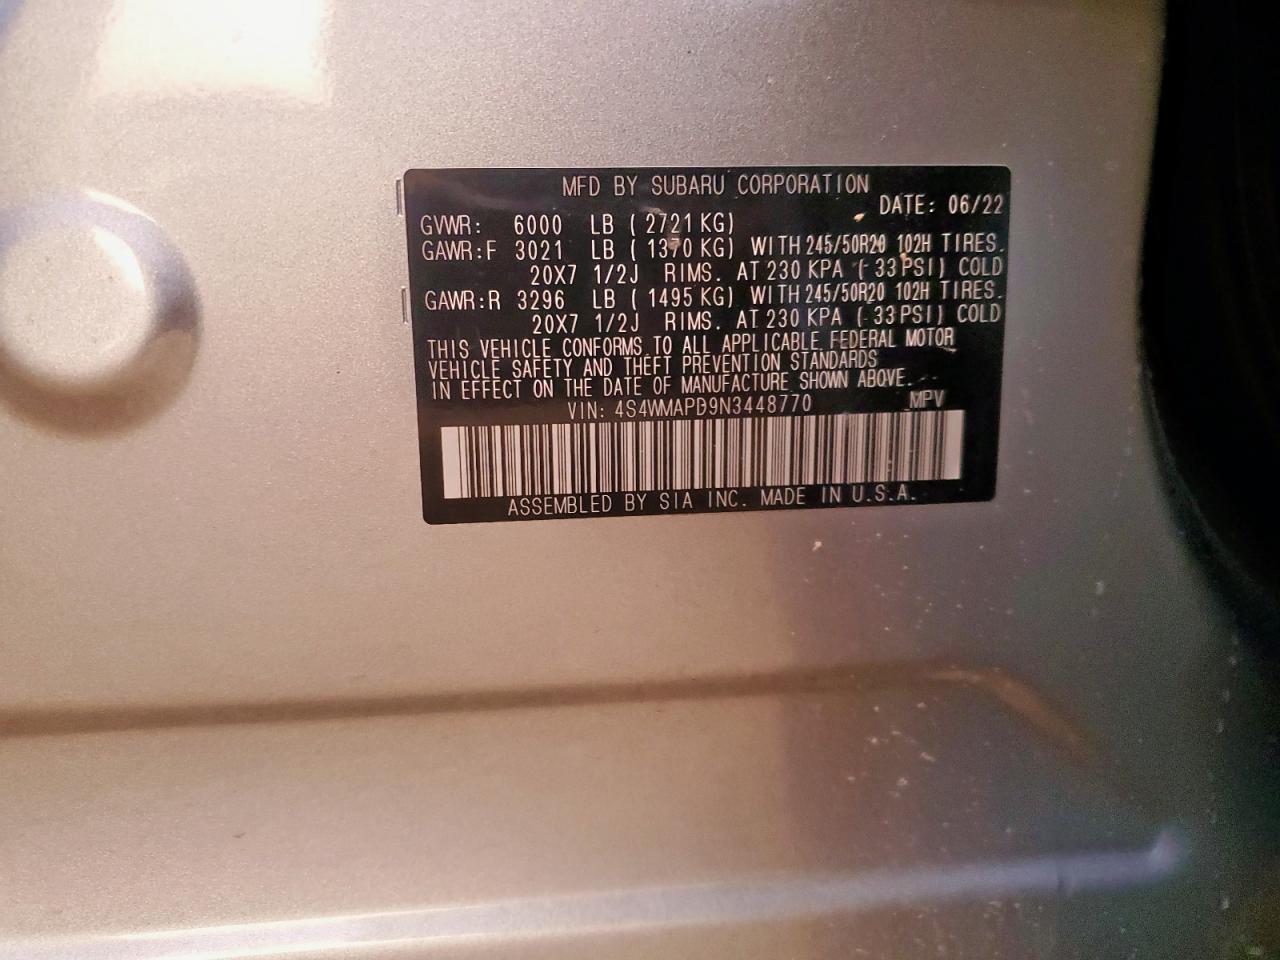 MFD BY SUBARU CORPORATION
DATE: 06/22
GVWR: 6000 LB ( 2721 KG)
GAWR:F 3021 LB ( 1370 KG) WITH 245/50R20 102H TIRES.
20X7 1/2J RIMS. AT 230 KPA ( 33 PSI) COLD
GAWR:R 3296 LB ( 1495 KG) WITH 245/50R20 102H TIRES.
20X7 1/2J RIMS. AT 230 KPA ( 33 PSI) COLD
THIS VEHICLE CONFORMS TO ALL APPLICABLE FEDERAL MOTOR
VEHICLE SAFETY AND THEFT PREVENTION STANDARDS
IN EFFECT ON THE DATE OF MANUFACTURE SHOWN ABOVE.
VIN: 4S4WMAPD9N3448770 MPV
ASSEMBLED BY SIA INC. MADE IN U.S.A.